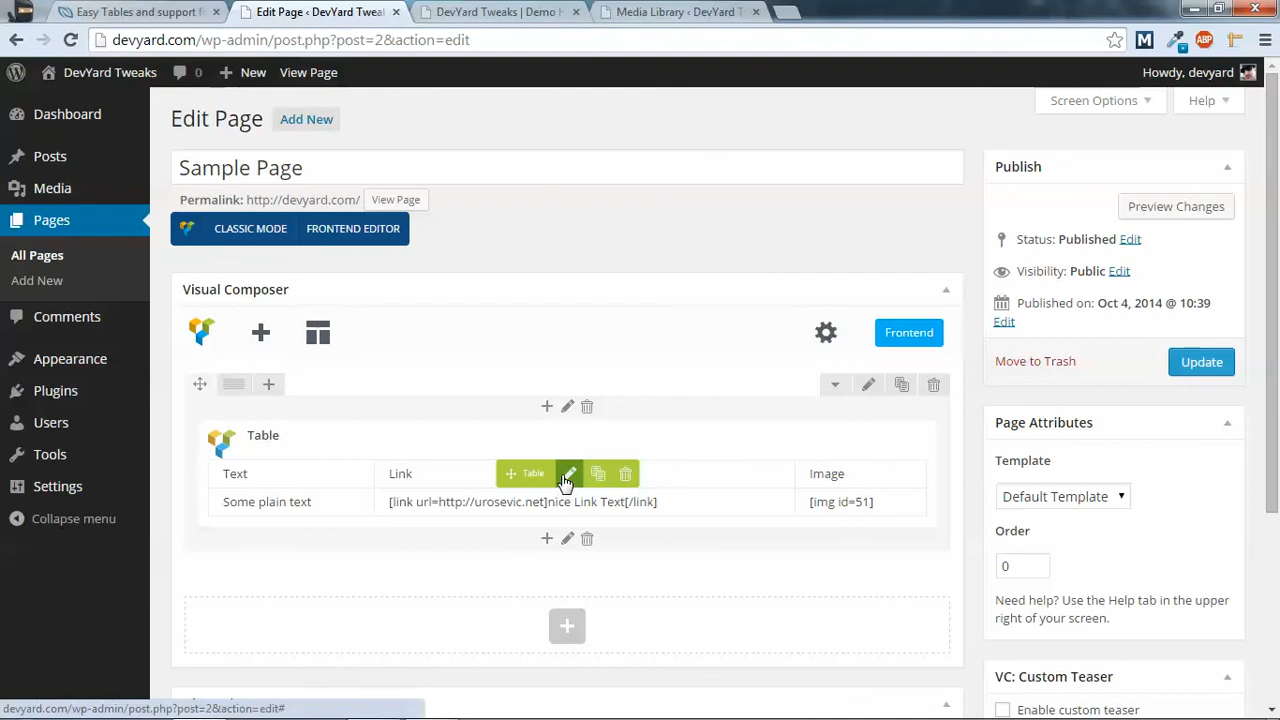 Easy Tables and support f
Edit Page ‹ DevYard Tweak
DevYard Tweaks | Demo H
Media Library ‹ DevYard T
devyard.com/wp-admin/post.php?post=2&action=edit
M
ABP
DevYard Tweaks
0
New
View Page
Howdy, devyard
Dashboard
Posts
Media
Pages
All Pages
Add New
Comments
Appearance
Plugins
Users
Tools
Settings
Collapse menu
Screen Options
Help
Edit Page
Add New
Sample Page
Permalink: http://devyard.com/
View Page
CLASSIC MODE
FRONTEND EDITOR
Visual Composer
Frontend
Table
Text
Link
Table
Image
Some plain text
[link url=http://urosevic.net]nice Link Text[/link]
[img id=51]
Publish
Preview Changes
Status: Published Edit
Visibility: Public Edit
Published on: Oct 4, 2014 @ 10:39
Edit
Move to Trash
Update
Page Attributes
Template
Default Template
Order
0
Need help? Use the Help tab in the upper
right of your screen.
VC: Custom Teaser
Enable custom teaser
devyard.com/wp-admin/post.php?post=2&action=edit#